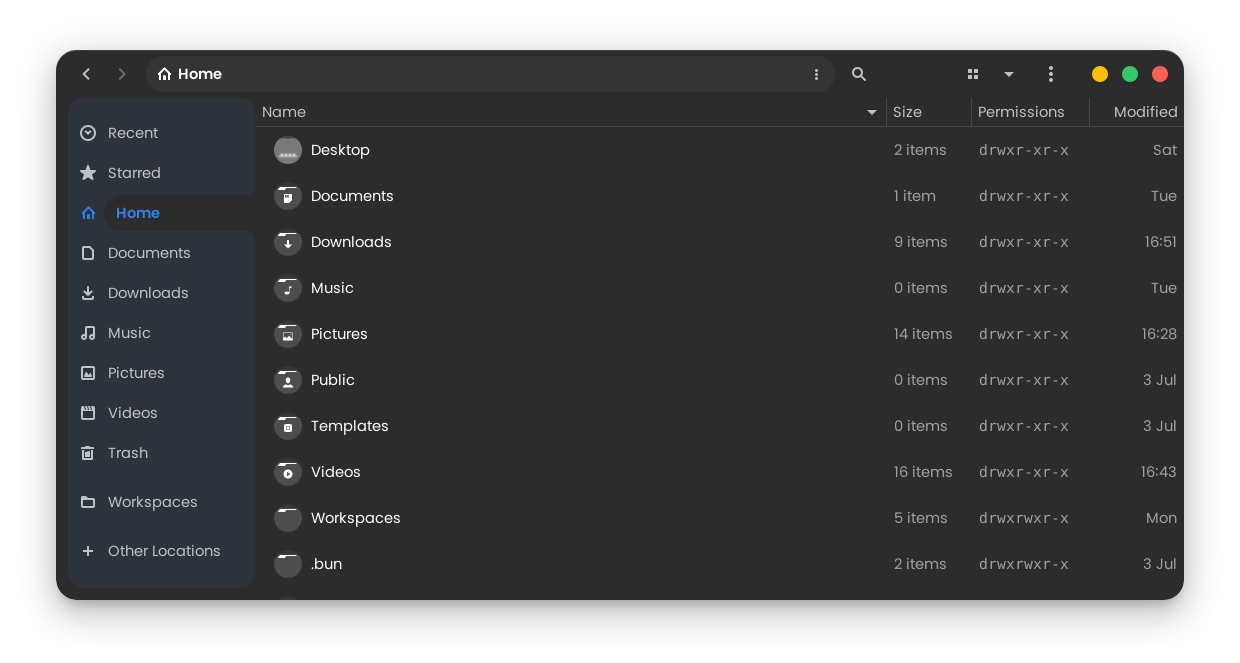 Home
Recent
Starred
Home
Documents
Downloads
Music
Pictures
Videos
Trash
Workspaces
Other Locations
Name Size Permissions Modified
Desktop 2 items drwxr-xr-x Sat
Documents 1 item drwxr-xr-x Tue
Downloads 9 items drwxr-xr-x 16:51
Music 0 items drwxr-xr-x Tue
Pictures 14 items drwxr-xr-x 16:28
Public 0 items drwxr-xr-x 3 Jul
Templates 0 items drwxr-xr-x 3 Jul
Videos 16 items drwxr-xr-x 16:43
Workspaces 5 items drwxrwxr-x Mon
.bun 2 items drwxrwxr-x 3 Jul